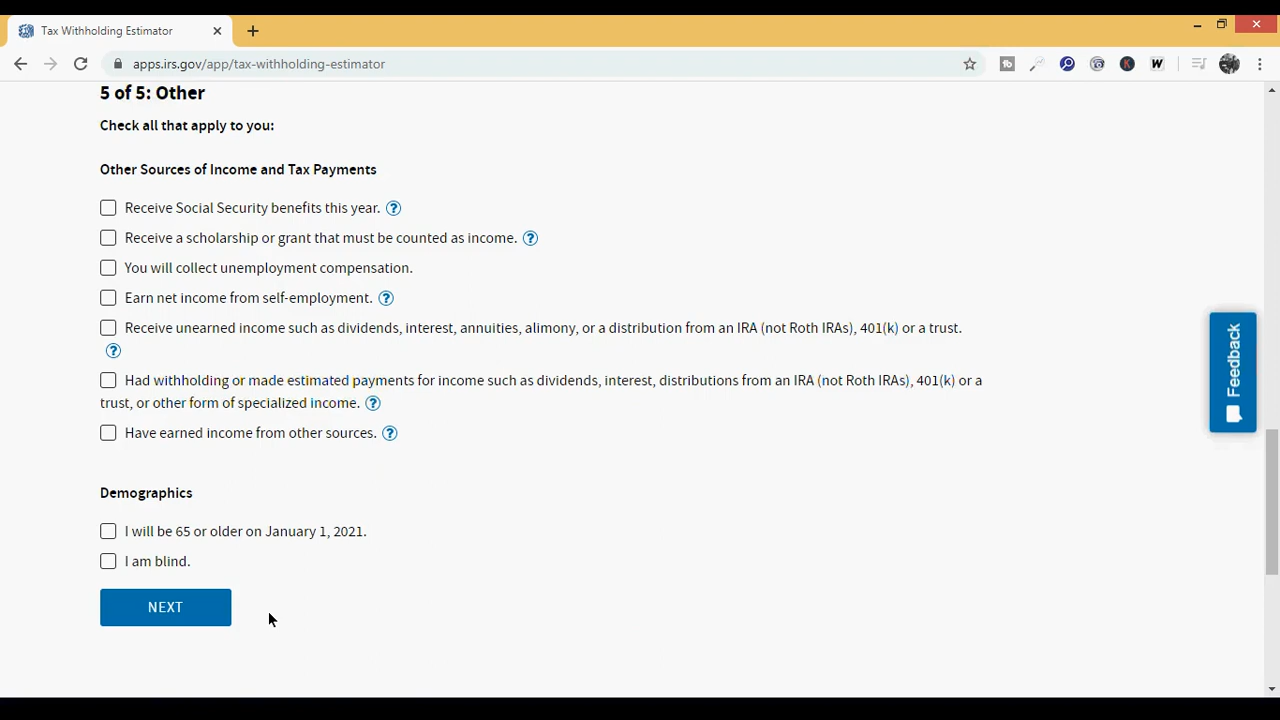 Tax Withholding Estimator
apps.irs.gov/app/tax-withholding-estimator
5 of 5: Other
Check all that apply to you:
Other Sources of Income and Tax Payments
Receive Social Security benefits this year. ?
Receive a scholarship or grant that must be counted as income. ?
You will collect unemployment compensation.
Earn net income from self-employment. ?
Receive unearned income such as dividends, interest, annuities, alimony, or a distribution from an IRA (not Roth IRAs), 401(k) or a trust.
?
Had withholding or made estimated payments for income such as dividends, interest, distributions from an IRA (not Roth IRAs), 401(k) or a
trust, or other form of specialized income. ?
Have earned income from other sources. ?
Demographics
I will be 65 or older on January 1, 2021.
I am blind.
NEXT
Feedback